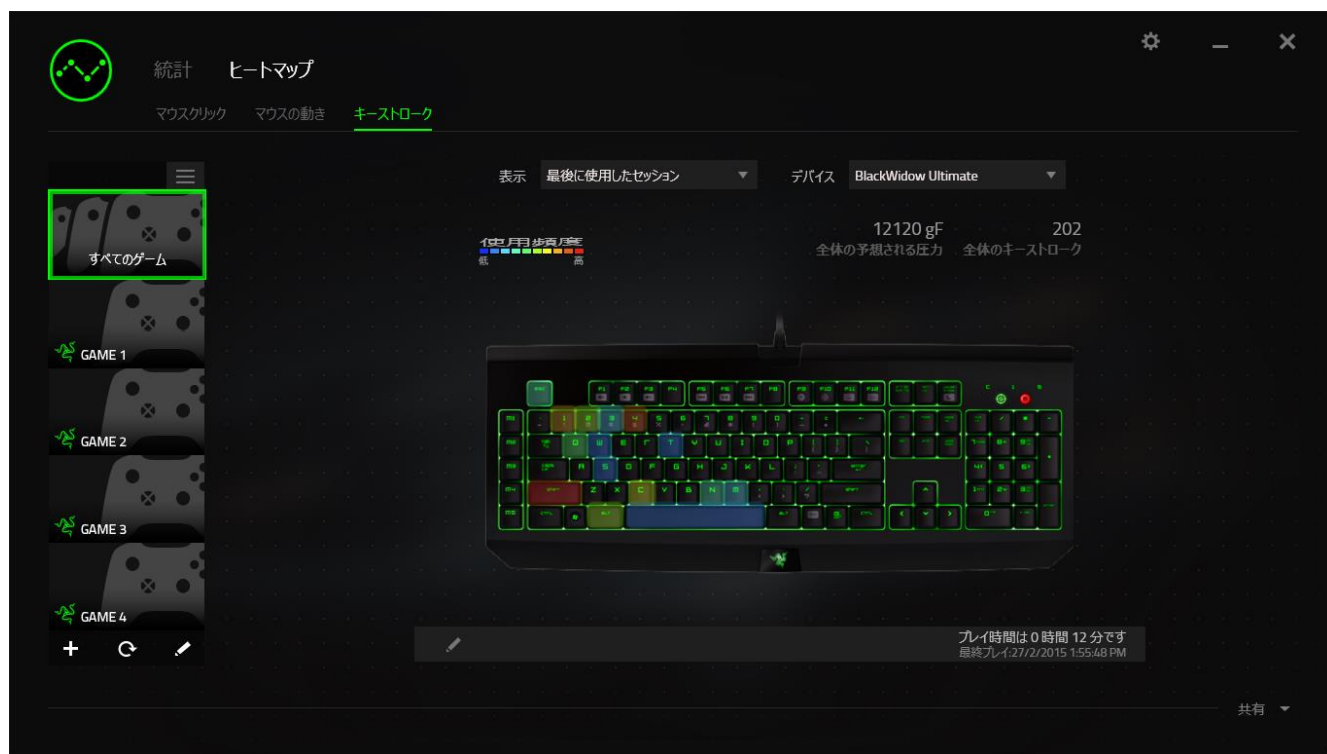 統計 ヒートマップ
マウスクリック マウスの動き キーストローク
表示 最後に使用したセッション デバイス BlackWidow Ultimate
12120 gF 202
全体の予想される圧力 全体のキーストローク
使用頻度
低 高
すべてのゲーム
GAME 1
GAME 2
GAME 3
GAME 4
プレイ時間は 0 時間 12 分です
最終プレイ:27/2/2015 1:55:48 PM
共有